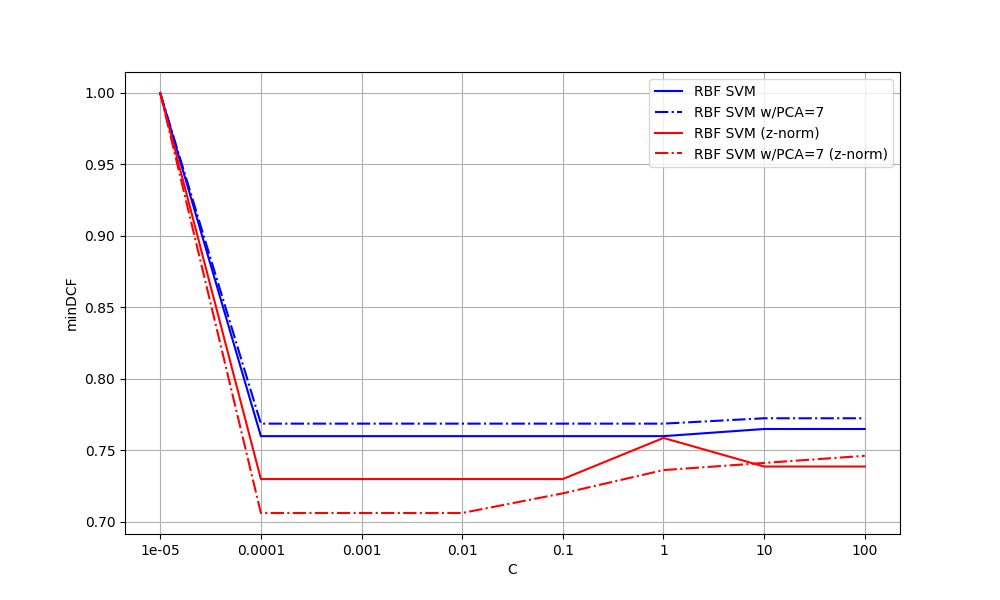 RBF SVM
RBF SVM w/PCA=7
RBF SVM (z-norm)
RBF SVM w/PCA=7 (z-norm)
minDCF
1.00
0.95
0.90
0.85
0.80
0.75
0.70
1e-05 0.0001 0.001 0.01 0.1 1 10 100
C